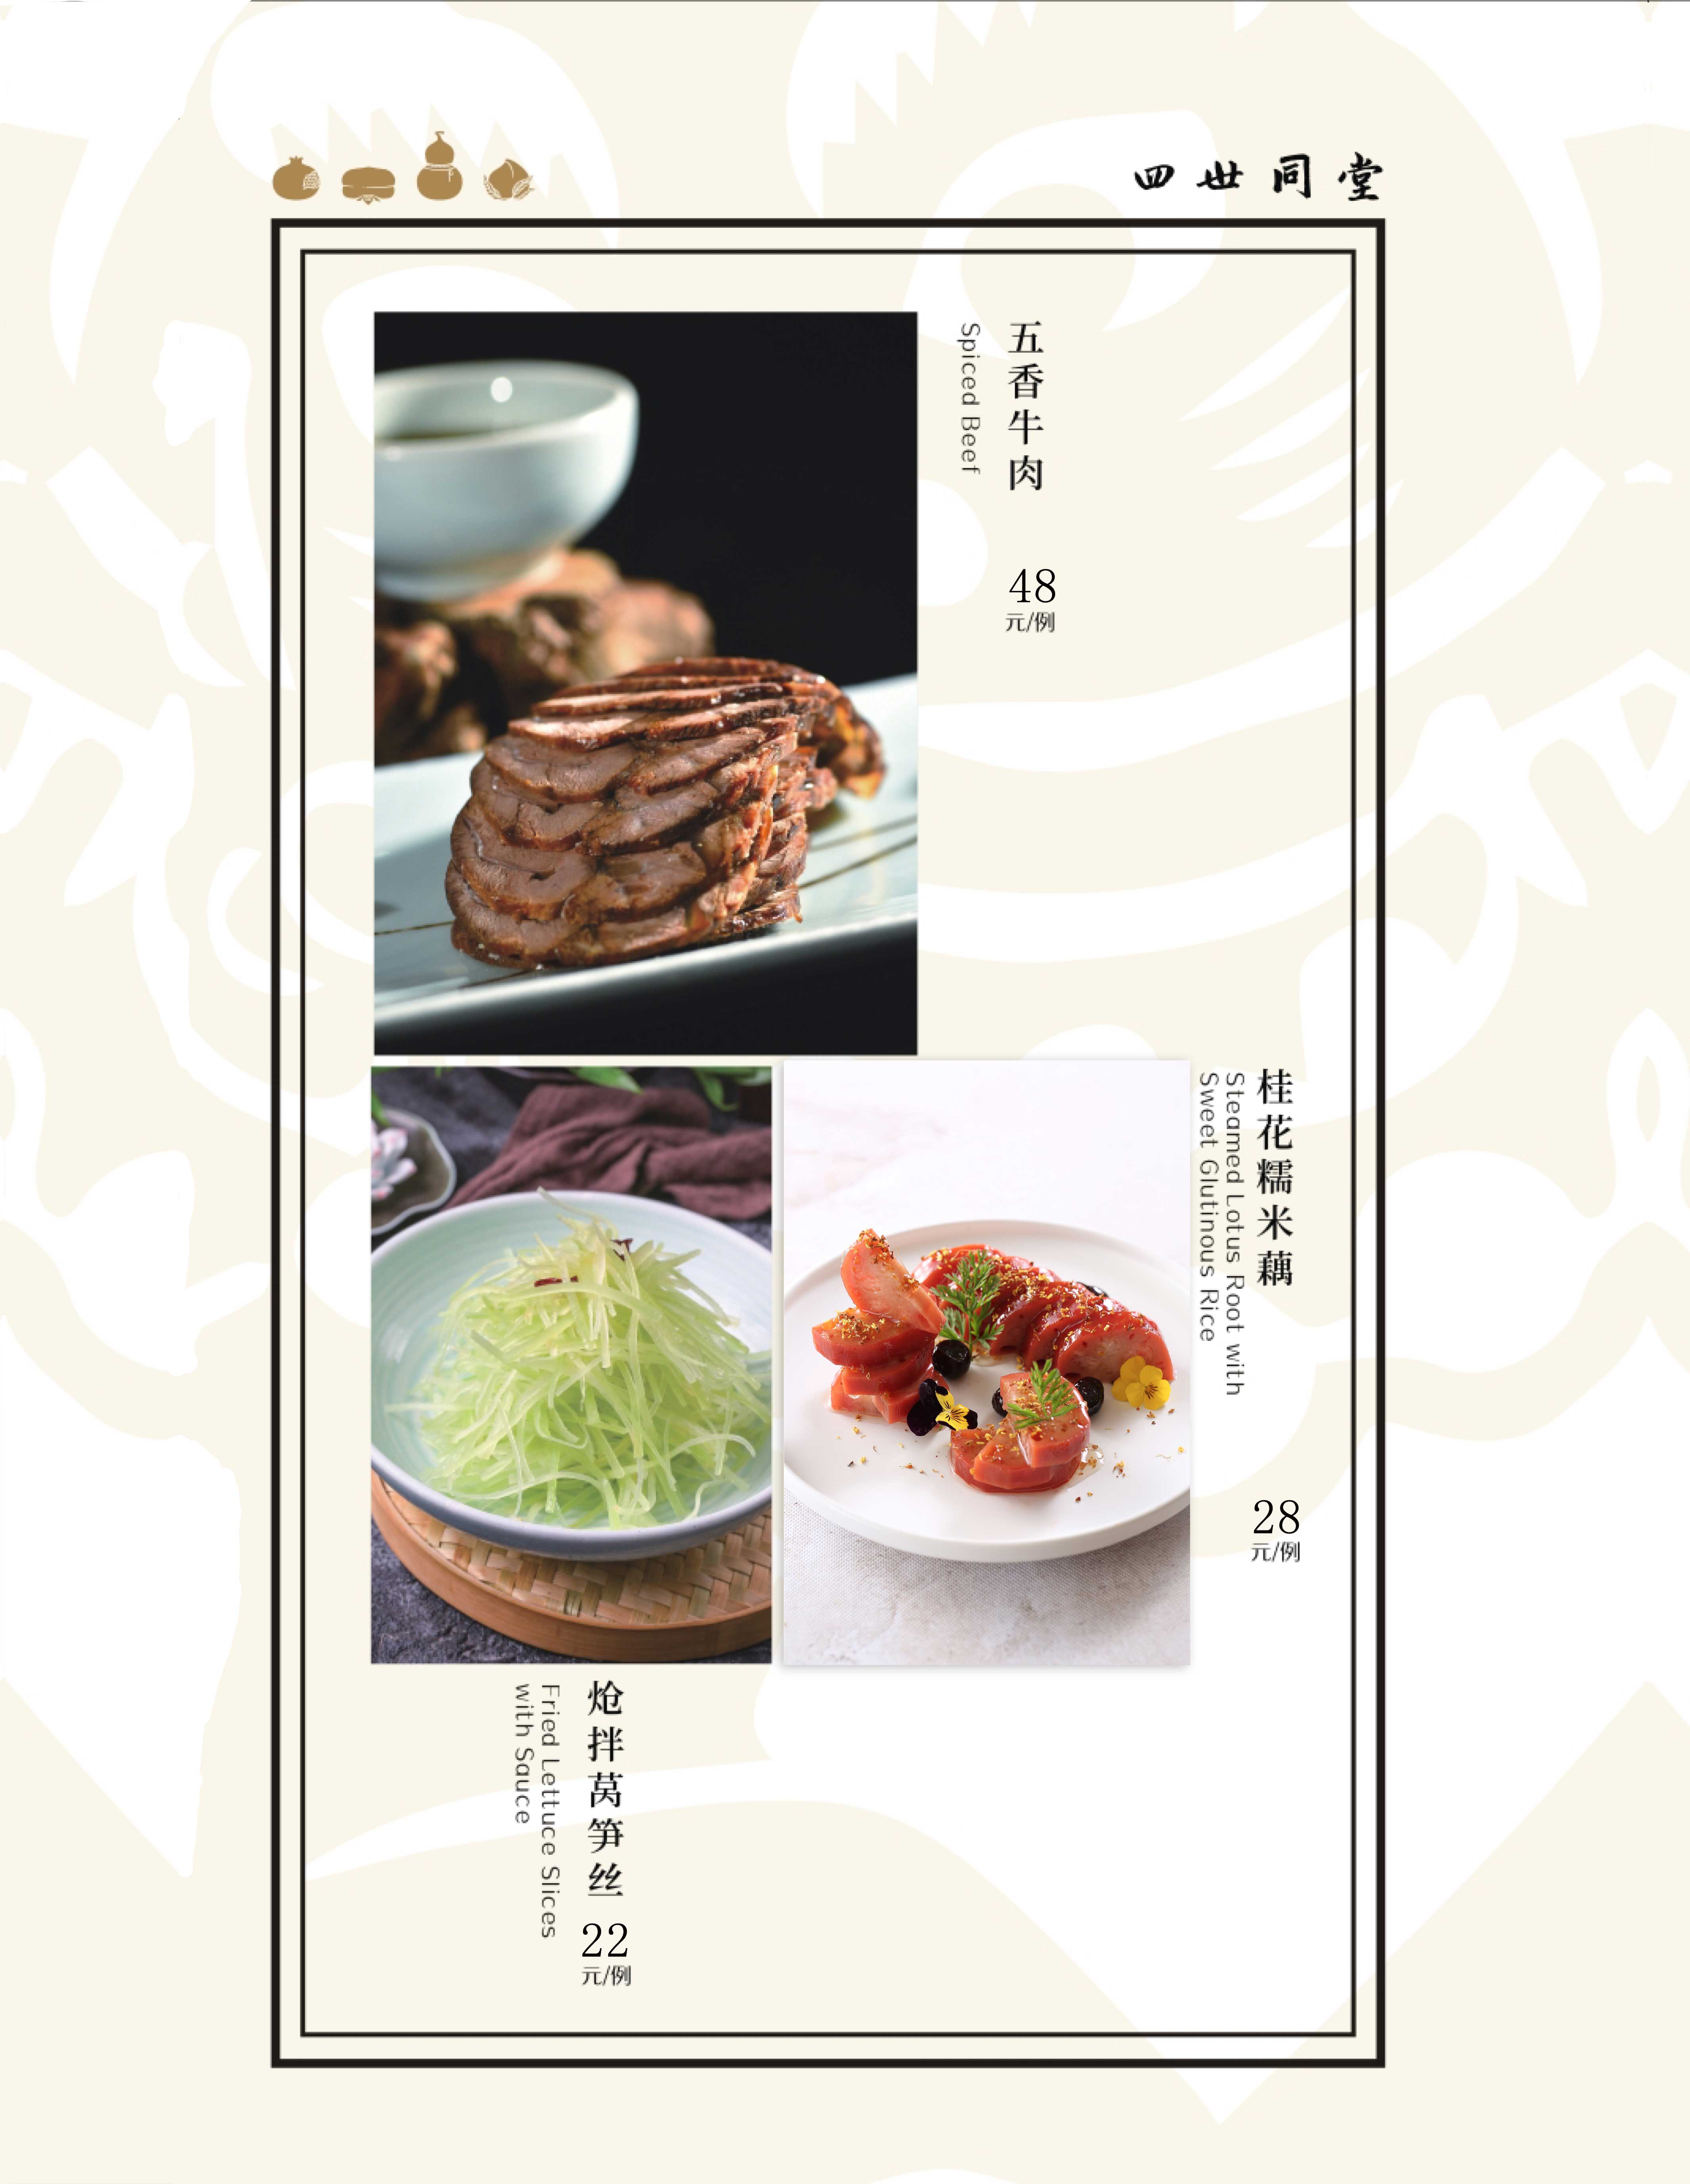 四世同堂
五香牛肉
Spiced Beef
48
元/例
桂花糯米藕
Steamed Lotus Root with
Sweet Glutinous Rice
28
元/例
炝拌莴笋丝
Fried Lettuce Slices
with Sauce
22
元/例